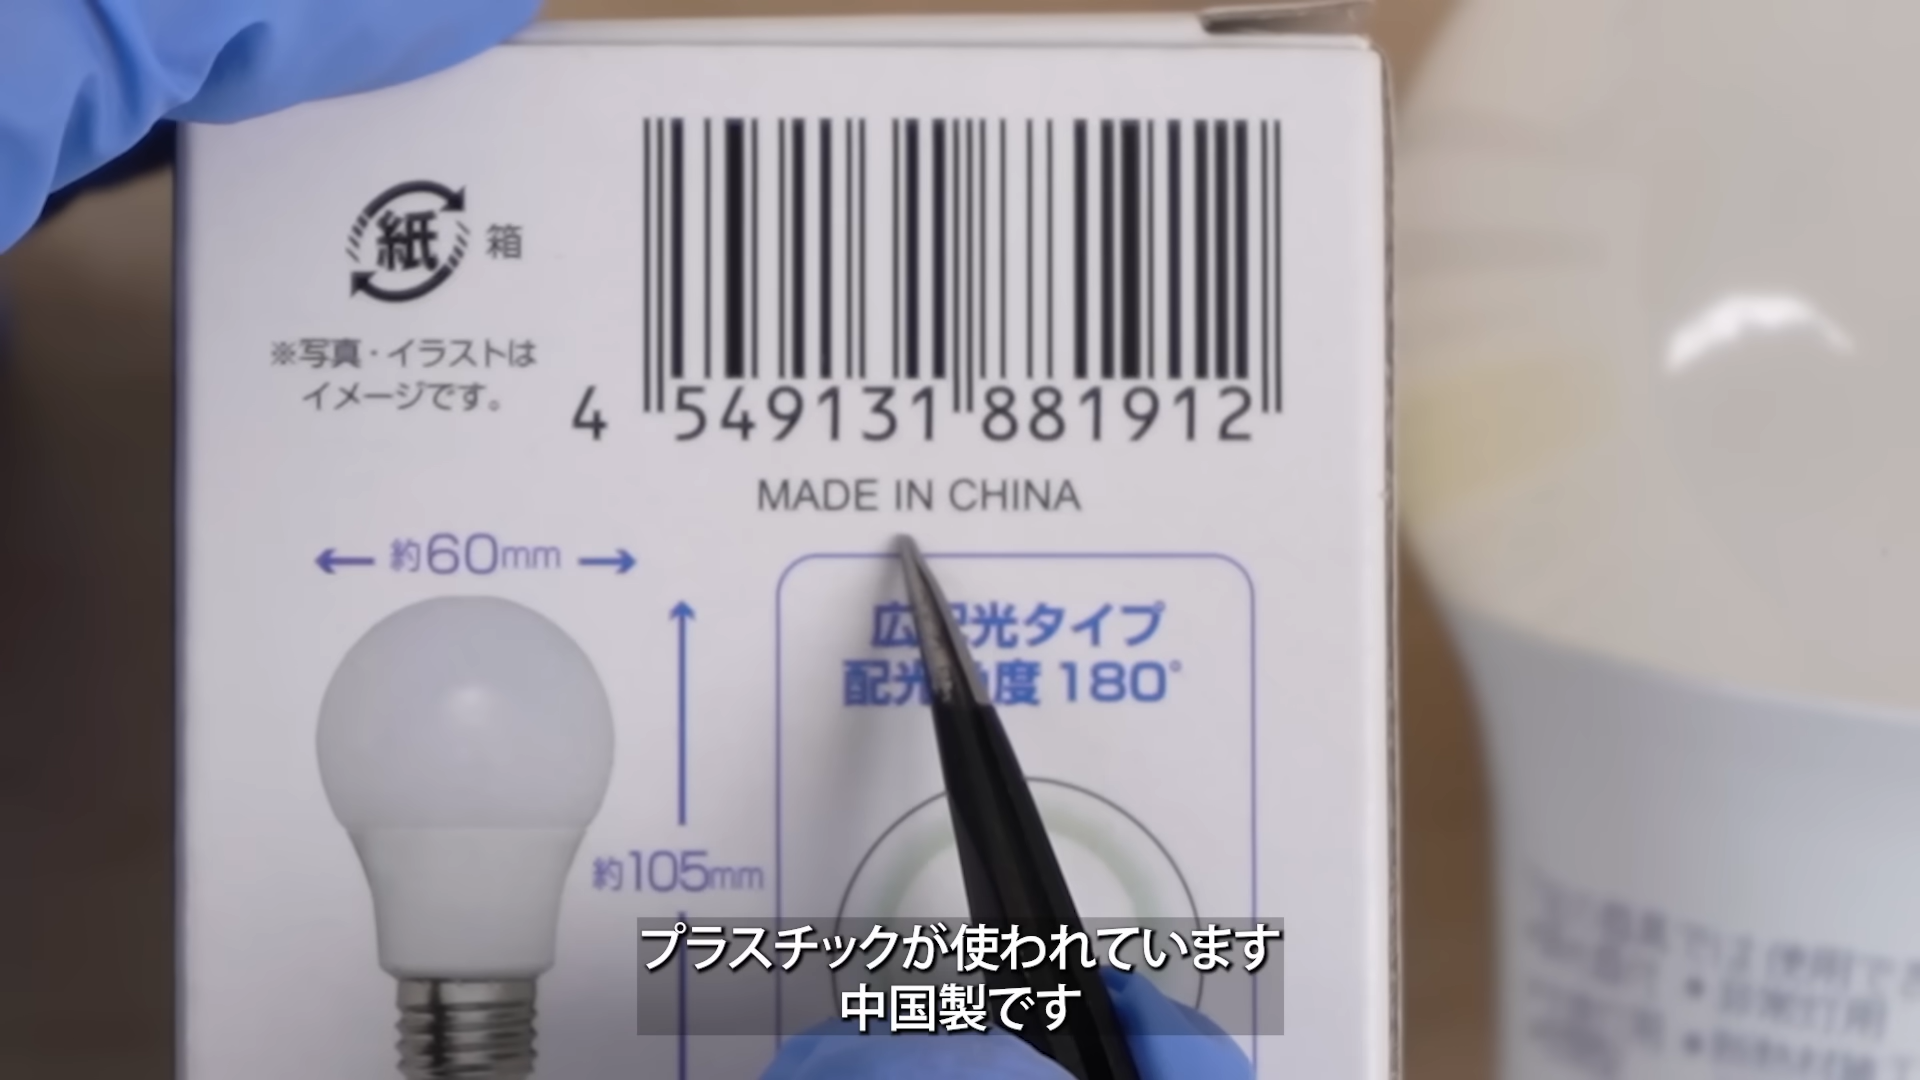 紙 箱
※写真・イラストは
イメージです。
4 549131 881912
MADE IN CHINA
約60mm
広配光タイプ
配光角度 180°
約105mm
プラスチックが使われています
中国製です